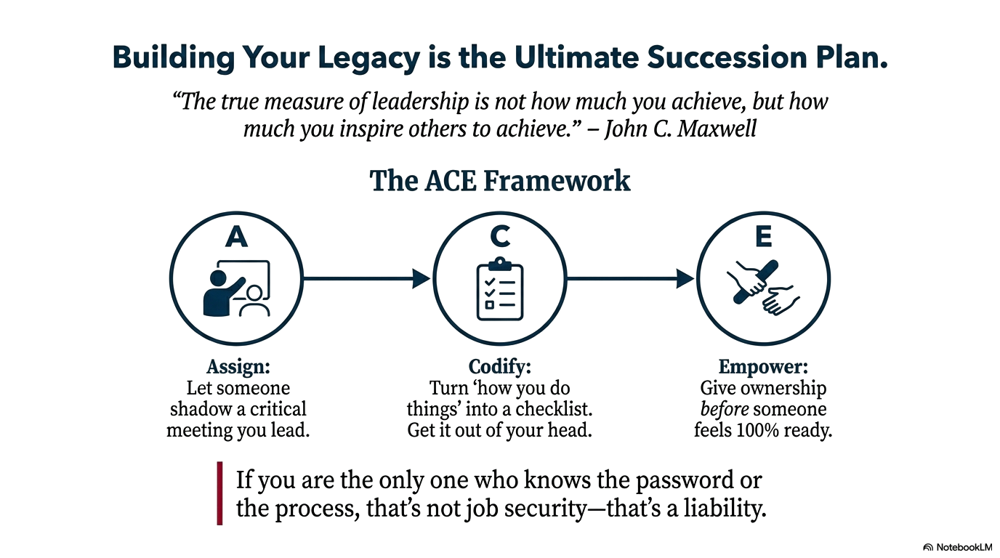 Building Your Legacy is the Ultimate Succession Plan.
“The true measure of leadership is not how much you achieve, but how
much you inspire others to achieve.” – John C. Maxwell
The ACE Framework
A
C
E
Assign:
Let someone
shadow a critical
meeting you lead.
Codify:
Turn ‘how you do
things’ into a checklist.
Get it out of your head.
Empower:
Give ownership
before someone
feels 100% ready.
If you are the only one who knows the password or
the process, that’s not job security—that’s a liability.
NotebookLM